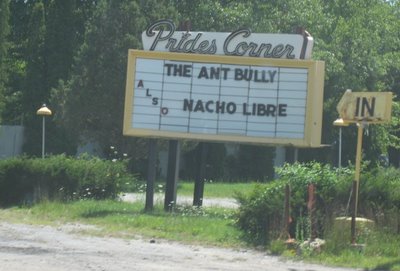 Prides Corner
THE ANT BULLY
ALSO
NACHO LIBRE
IN